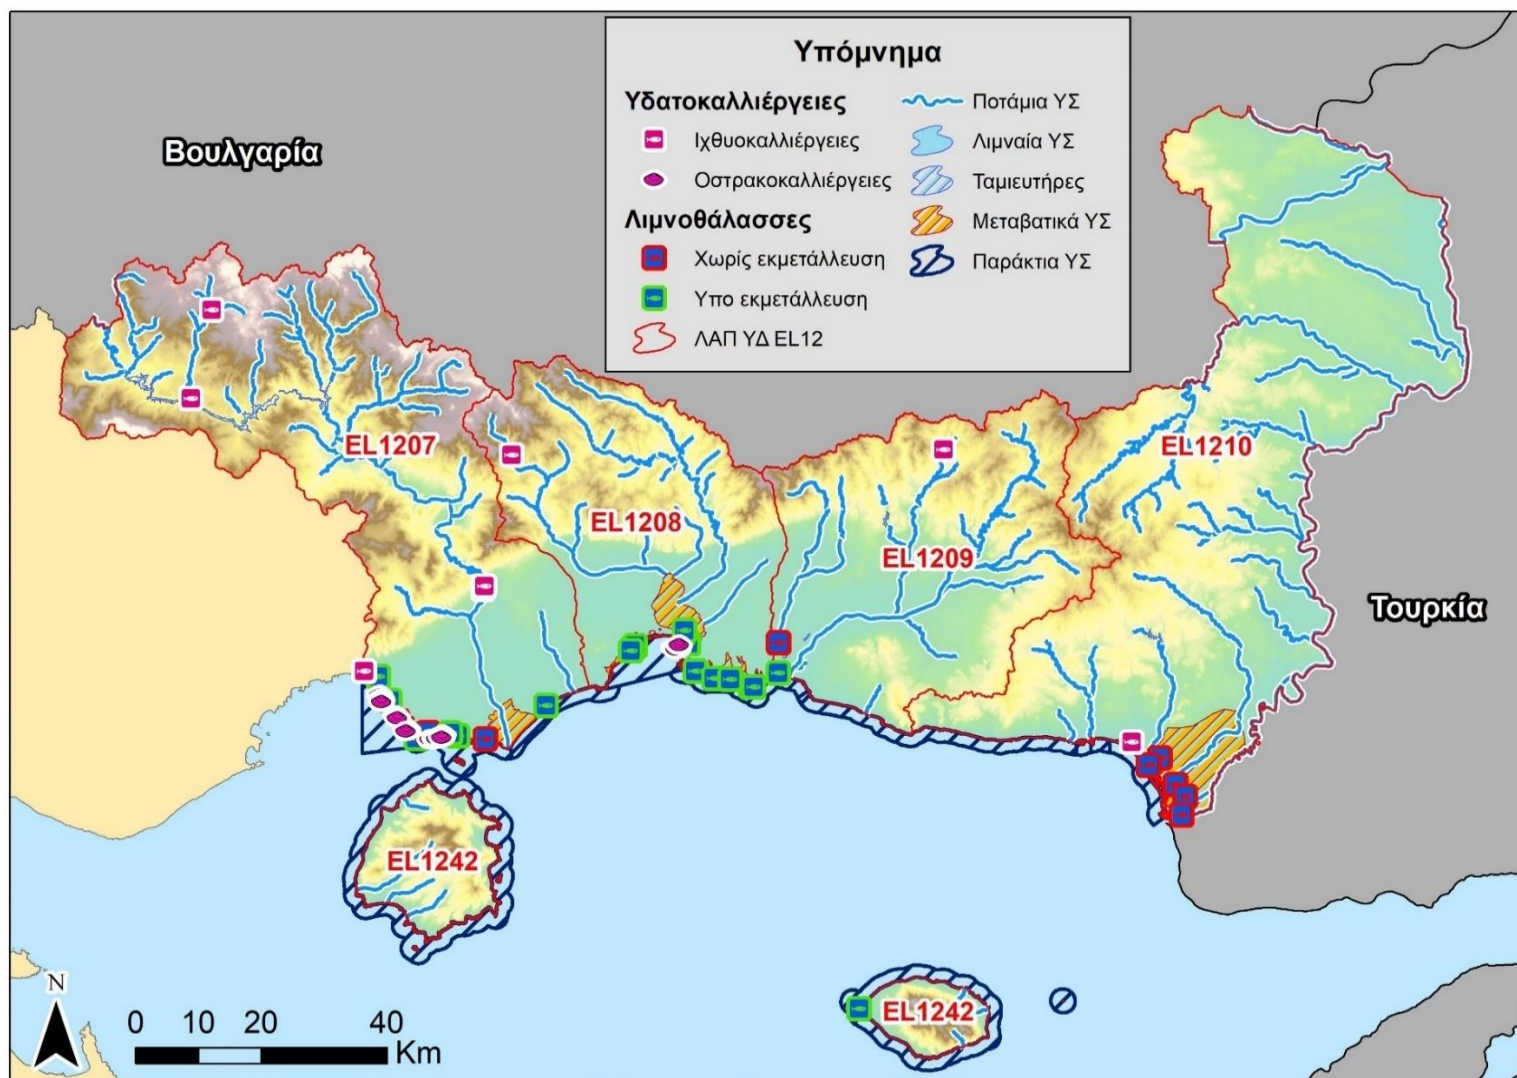 Υπόμνημα
Υδατοκαλλιέργειες
Ιχθυοκαλλιέργειες
Οστρακοκαλλιέργειες
Λιμνοθάλασσες
Χωρίς εκμετάλλευση
Υπο εκμετάλλευση
ΛΑΠ ΥΔ EL12
Ποτάμια ΥΣ
Λιμναία ΥΣ
Ταμιευτήρες
Μεταβατικά ΥΣ
Παράκτια ΥΣ
Βουλγαρία
EL1207
EL1208
EL1209
EL1210
Τουρκία
EL1242
EL1242
N
0 10 20 40
Km